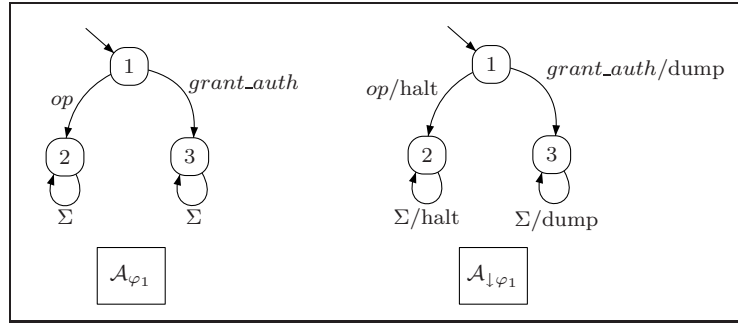 1
op
grant_auth
2
3
Σ
Σ
𝒜φ₁
1
op/halt
grant_auth/dump
2
3
Σ/halt
Σ/dump
𝒜↓φ₁